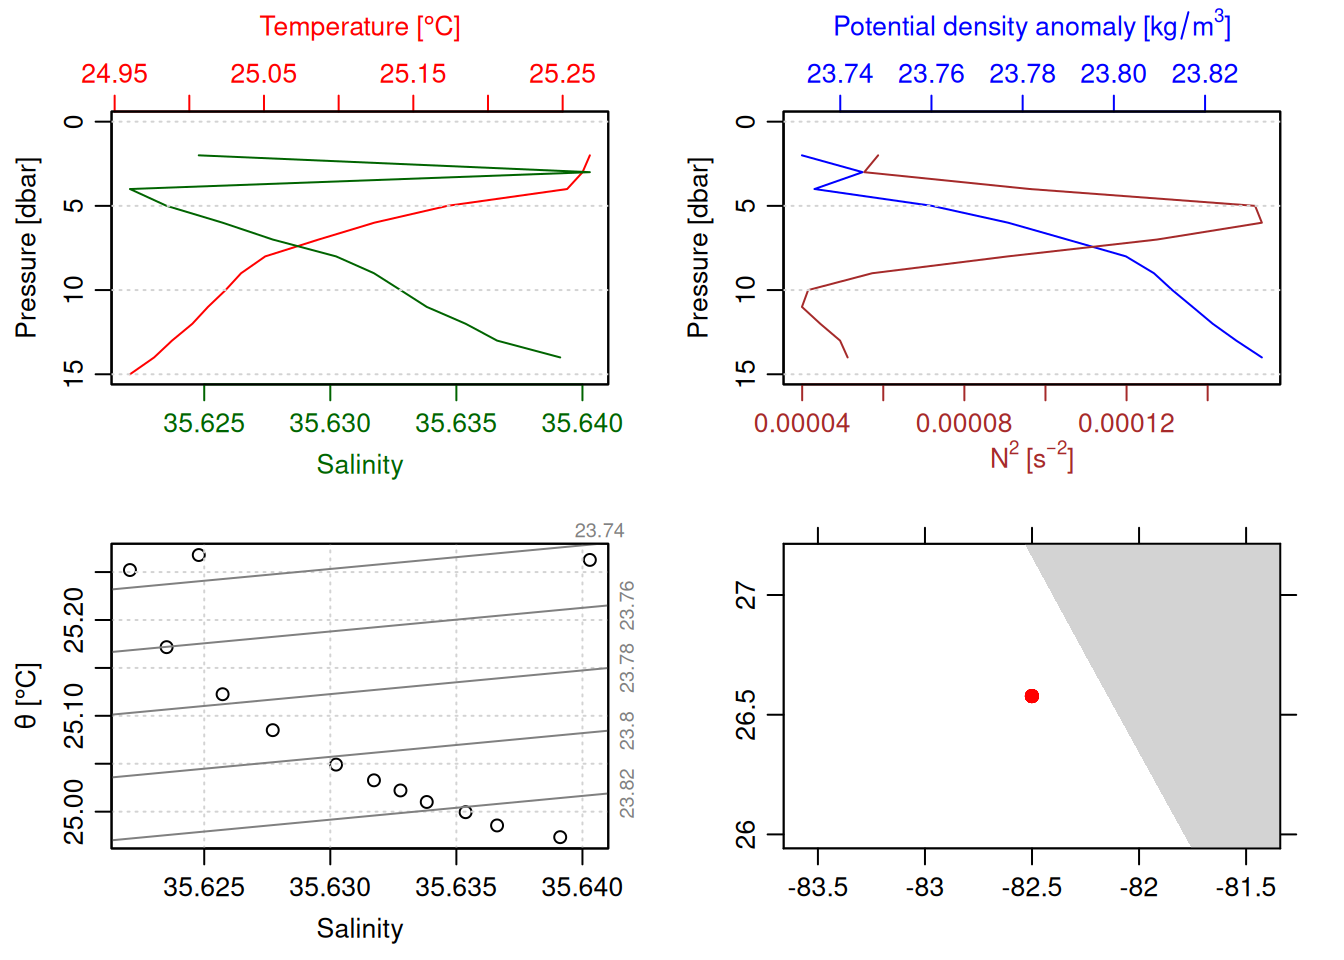 Temperature [°C]
24.95 25.05 25.15 25.25
Pressure [dbar]
0
5
10
15
35.625 35.630 35.635 35.640
Salinity
Potential density anomaly [kg/m³]
23.74 23.76 23.78 23.80 23.82
Pressure [dbar]
0
5
10
15
0.00004 0.00008 0.00012
N² [s⁻²]
23.74
23.76
23.78
23.8
23.82
θ [°C]
25.20
25.10
25.00
35.625 35.630 35.635 35.640
Salinity
27
26.5
26
-83.5 -83 -82.5 -82 -81.5